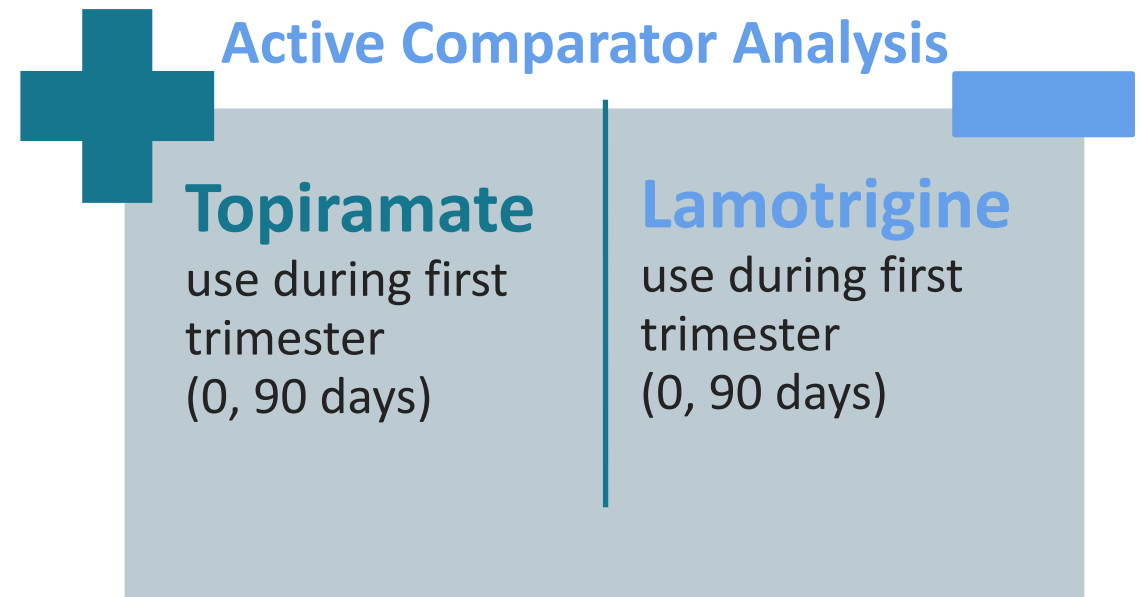 Active Comparator Analysis
Topiramate
use during first
trimester
(0, 90 days)
Lamotrigine
use during first
trimester
(0, 90 days)